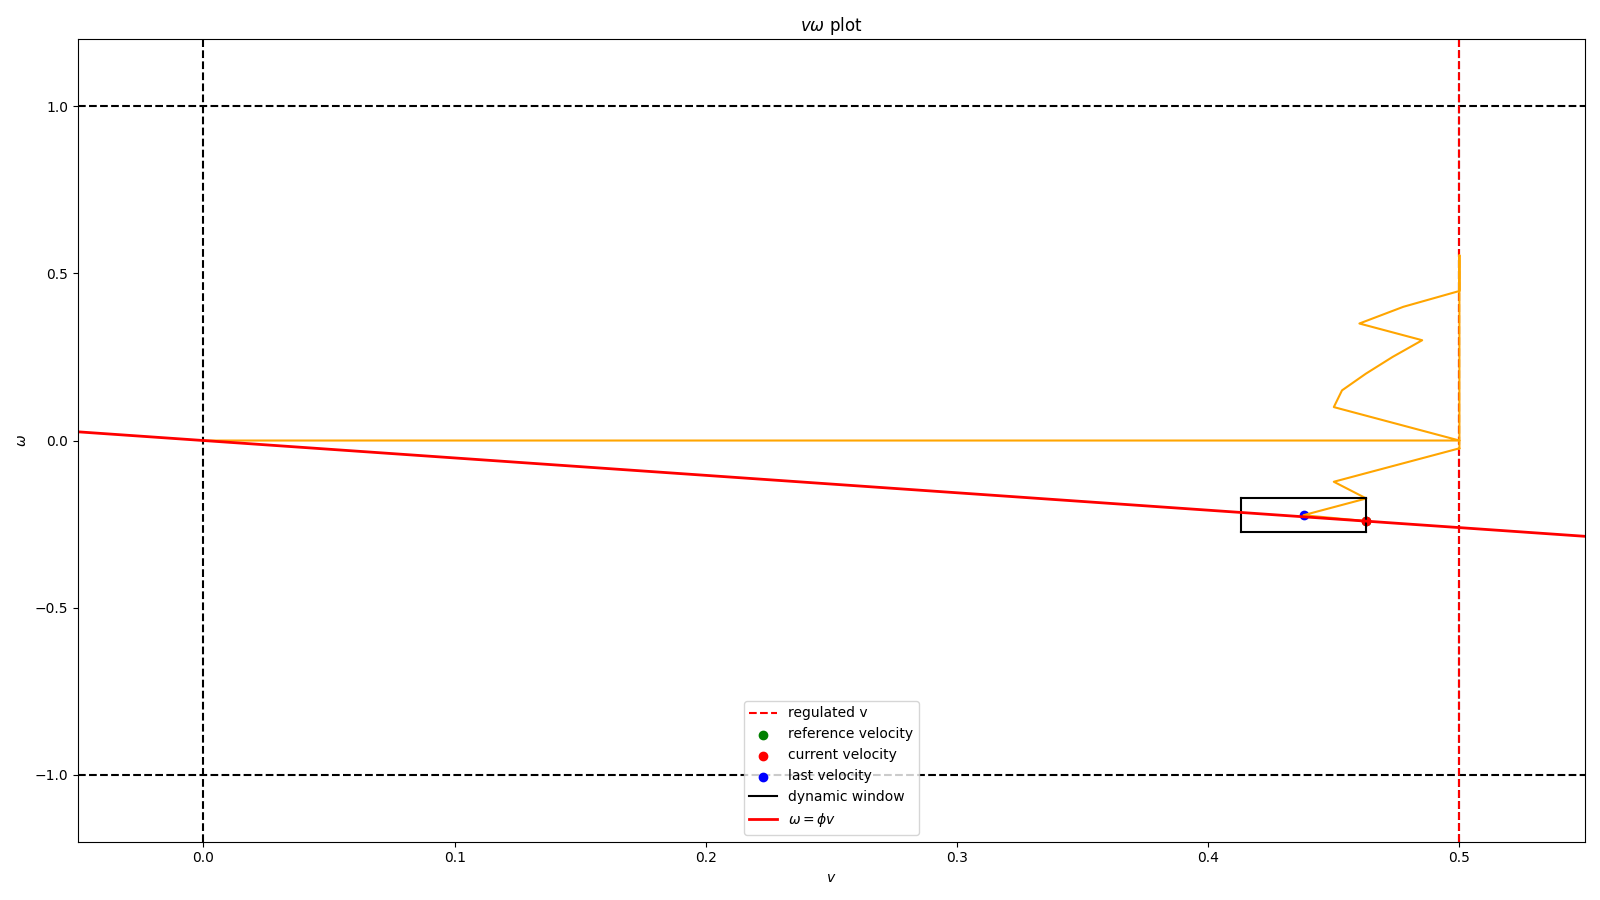 vω plot
1.0
0.5
0.0
−0.5
−1.0
ω
0.0 0.1 0.2 0.3 0.4 0.5
v
regulated v
reference velocity
current velocity
last velocity
dynamic window
ω = ϕv